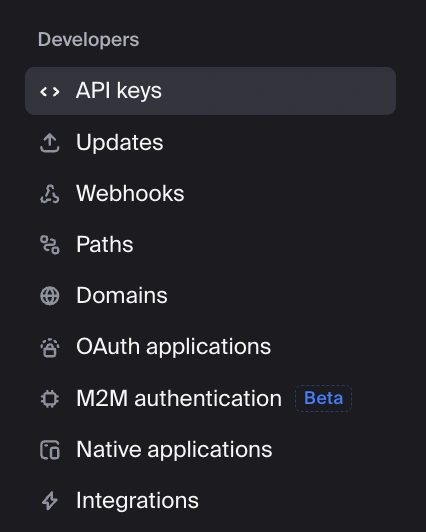 Developers
API keys
Updates
Webhooks
Paths
Domains
OAuth applications
M2M authentication Beta
Native applications
Integrations